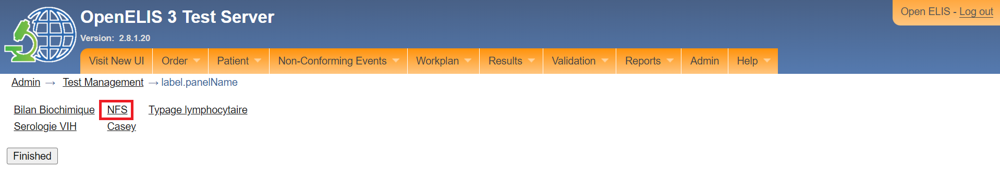 OpenELIS 3 Test Server
Open ELIS - Log out
Version: 2.8.1.20
Visit New UI Order Patient Non-Conforming Events Workplan Results Validation Reports Admin Help
Admin → Test Management → label.panelName
Bilan Biochimique NFS Typage lymphocytaire
Serologie VIH Casey
Finished